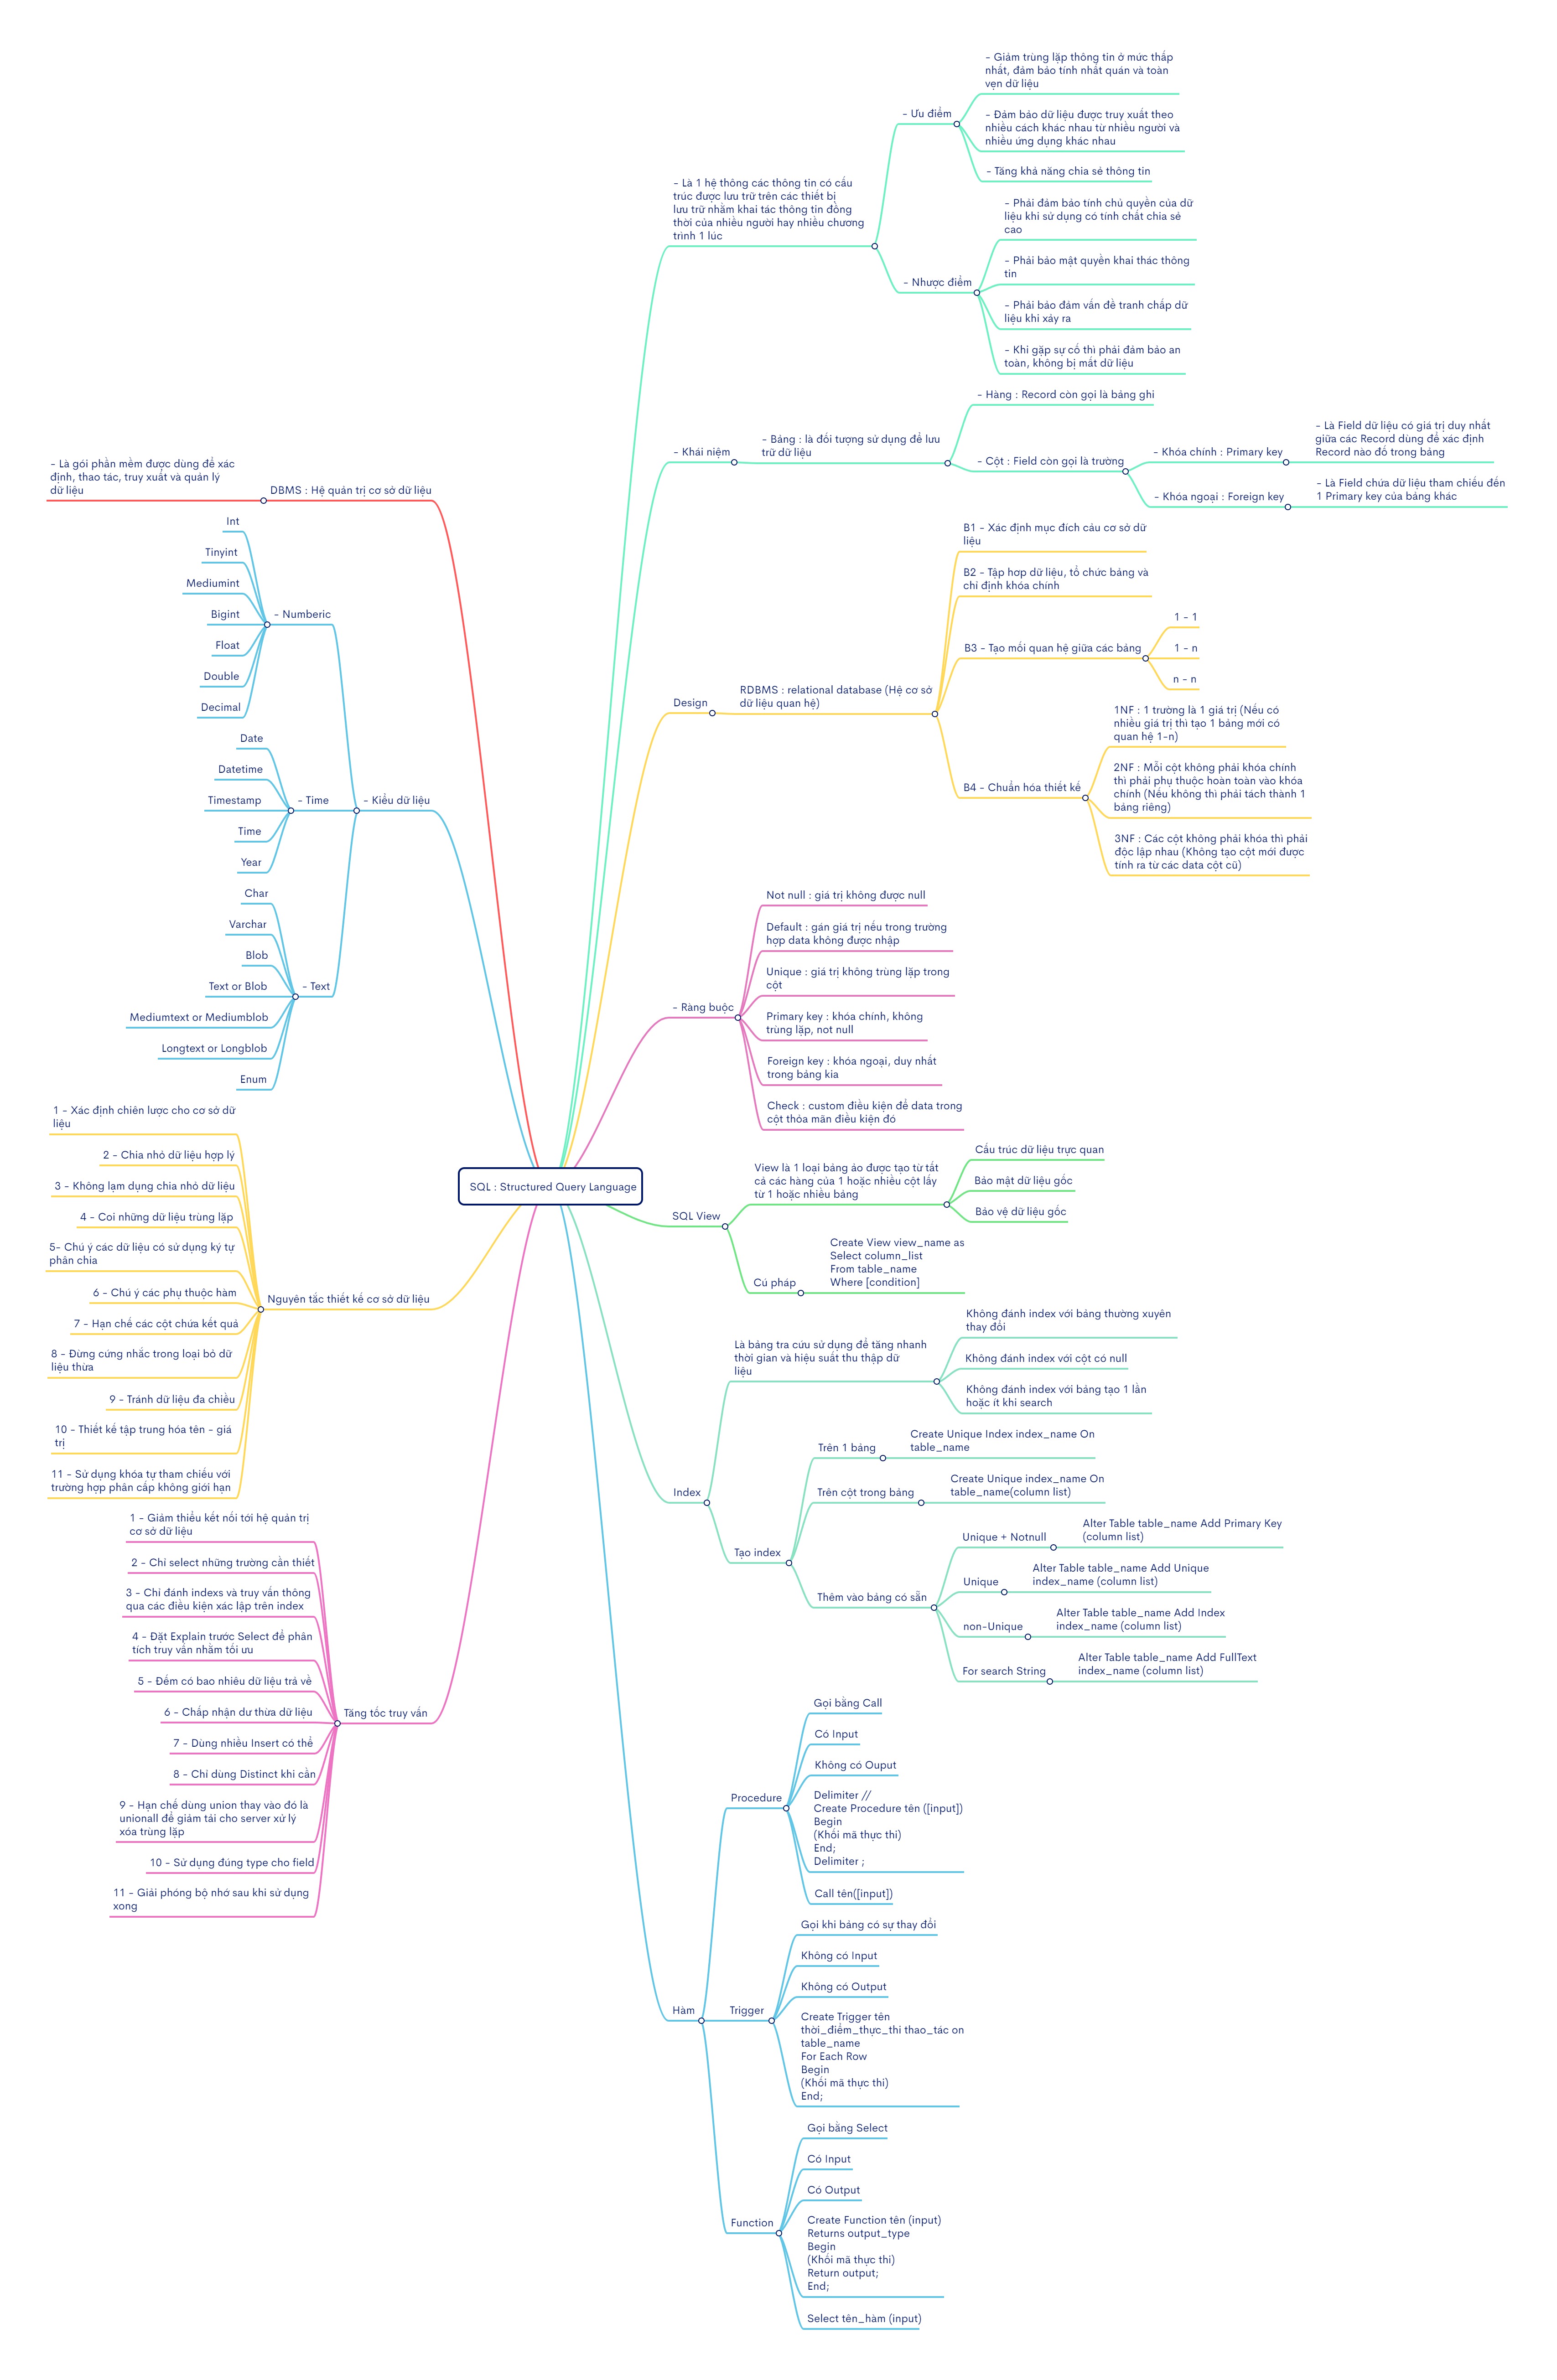 SQL : Structured Query Language
- Là 1 hệ thông các thông tin có cấu
trúc được lưu trữ trên các thiết bị
lưu trữ nhằm khai tác thông tin đồng
thời của nhiều người hay nhiều chương
trình 1 lúc
- Ưu điểm
- Giảm trùng lặp thông tin ở mức thấp
nhất, đảm bảo tính nhất quán và toàn
vẹn dữ liệu
- Đảm bảo dữ liệu được truy xuất theo
nhiều cách khác nhau từ nhiều người và
nhiều ứng dụng khác nhau
- Tăng khả năng chia sẻ thông tin
- Nhược điểm
- Phải đảm bảo tính chủ quyền của dữ
liệu khi sử dụng có tính chất chia sẻ
cao
- Phải bảo mật quyền khai thác thông
tin
- Phải bảo đảm vấn đề tranh chấp dữ
liệu khi xảy ra
- Khi gặp sự cố thì phải đảm bảo an
toàn, không bị mất dữ liệu
- Khái niệm
- Bảng : là đối tượng sử dụng để lưu
trữ dữ liệu
- Hàng : Record còn gọi là bảng ghi
- Cột : Field còn gọi là trường
- Khóa chính : Primary key
- Là Field dữ liệu có giá trị duy nhất
giữa các Record dùng để xác định
Record nào đố trong bảng
- Khóa ngoại : Foreign key
- Là Field chứa dữ liệu tham chiếu đến
1 Primary key của bảng khác
Design
RDBMS : relational database (Hệ cơ sở
dữ liệu quan hệ)
B1 - Xác định mục đích cảu cơ sở dữ
liệu
B2 - Tập hơp dữ liệu, tổ chức bảng và
chỉ định khóa chính
B3 - Tạo mối quan hệ giữa các bảng
1 - 1
1 - n
n - n
B4 - Chuẩn hóa thiết kế
1NF : 1 trường là 1 giá trị (Nếu có
nhiều giá trị thì tạo 1 bảng mới có
quan hệ 1-n)
2NF : Mỗi cột không phải khóa chính
thì phải phụ thuộc hoàn toàn vào khóa
chính (Nếu không thì phải tách thành 1
bảng riêng)
3NF : Các cột không phải khóa thì phải
độc lập nhau (Không tạo cột mới được
tính ra từ các data cột cũ)
- Ràng buộc
Not null : giá trị không được null
Default : gán giá trị nếu trong trường
hợp data không được nhập
Unique : giá trị không trùng lặp trong
cột
Primary key : khóa chính, không
trùng lặp, not null
Foreign key : khóa ngoại, duy nhất
trong bảng kia
Check : custom điều kiện để data trong
cột thỏa mãn điều kiện đó
SQL View
View là 1 loại bảng ảo được tạo từ tất
cả các hàng của 1 hoặc nhiều cột lấy
từ 1 hoặc nhiều bảng
Cấu trúc dữ liệu trực quan
Bảo mật dữ liệu gốc
Bảo vệ dữ liệu gốc
Cú pháp
Create View view_name as
Select column_list
From table_name
Where [condition]
Index
Là bảng tra cứu sử dụng để tăng nhanh
thời gian và hiệu suất thu thập dữ
liệu
Không đánh index với bảng thường xuyên
thay đổi
Không đánh index với cột có null
Không đánh index với bảng tạo 1 lần
hoặc ít khi search
Tạo index
Trên 1 bảng
Create Unique Index index_name On
table_name
Trên cột trong bảng
Create Unique index_name On
table_name(column list)
Thêm vào bảng có sẵn
Unique + Notnull
Alter Table table_name Add Primary Key
(column list)
Unique
Alter Table table_name Add Unique
index_name (column list)
non-Unique
Alter Table table_name Add Index
index_name (column list)
For search String
Alter Table table_name Add FullText
index_name (column list)
Hàm
Procedure
Gọi bằng Call
Có Input
Không có Ouput
Delimiter //
Create Procedure tên ([input])
Begin
(Khối mã thực thi)
End;
Delimiter ;
Call tên([input])
Trigger
Gọi khi bảng có sự thay đổi
Không có Input
Không có Output
Create Trigger tên
thời_điểm_thực_thi thao_tác on
table_name
For Each Row
Begin
(Khối mã thực thi)
End;
Function
Gọi bằng Select
Có Input
Có Output
Create Function tên (input)
Returns output_type
Begin
(Khối mã thực thi)
Return output;
End;
Select tên_hàm (input)
DBMS : Hệ quản trị cơ sở dữ liệu
- Là gói phần mềm được dùng để xác
định, thao tác, truy xuất và quản lý
dữ liệu
- Kiểu dữ liệu
- Numberic
Int
Tinyint
Mediumint
Bigint
Float
Double
Decimal
- Time
Date
Datetime
Timestamp
Time
Year
- Text
Char
Varchar
Blob
Text or Blob
Mediumtext or Mediumblob
Longtext or Longblob
Enum
Nguyên tắc thiết kế cơ sở dữ liệu
1 - Xác định chiên lược cho cơ sở dữ
liệu
2 - Chia nhỏ dữ liệu hợp lý
3 - Không lạm dụng chia nhỏ dữ liệu
4 - Coi những dữ liệu trùng lặp
5- Chú ý các dữ liệu có sử dụng ký tự
phân chia
6 - Chú ý các phụ thuộc hàm
7 - Hạn chế các cột chứa kết quả
8 - Đừng cứng nhắc trong loại bỏ dữ
liệu thừa
9 - Tránh dữ liệu đa chiều
10 - Thiết kế tập trung hóa tên - giá
trị
11 - Sử dụng khóa tự tham chiếu với
trường hợp phân cấp không giới hạn
Tăng tốc truy vấn
1 - Giảm thiểu kết nối tới hệ quản trị
cơ sở dữ liệu
2 - Chỉ select những trường cần thiết
3 - Chỉ đánh indexs và truy vấn thông
qua các điều kiện xác lập trên index
4 - Đặt Explain trước Select để phân
tích truy vấn nhằm tối ưu
5 - Đếm có bao nhiêu dữ liệu trả về
6 - Chấp nhận dư thừa dữ liệu
7 - Dùng nhiều Insert có thể
8 - Chỉ dùng Distinct khi cần
9 - Hạn chế dùng union thay vào đó là
unionall để giảm tải cho server xử lý
xóa trùng lặp
10 - Sử dụng đúng type cho field
11 - Giải phóng bộ nhớ sau khi sử dụng
xong